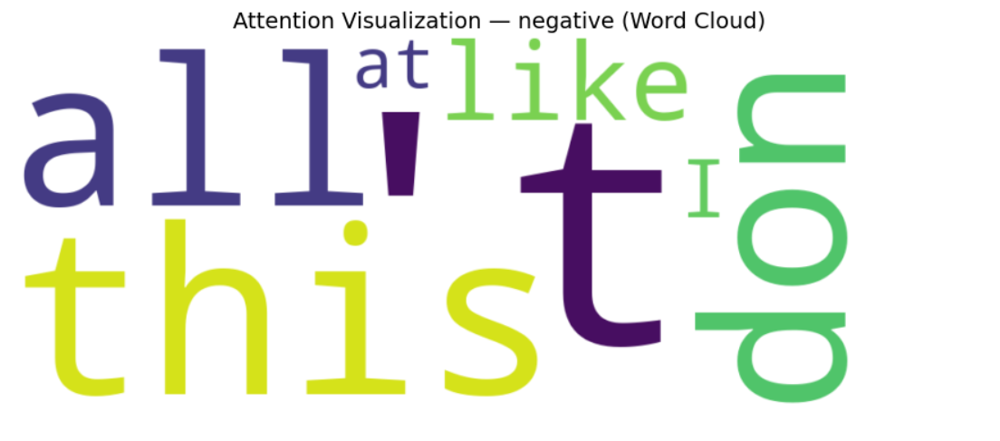 Attention Visualization — negative (Word Cloud)
all
at
like
'
t
I
don
this